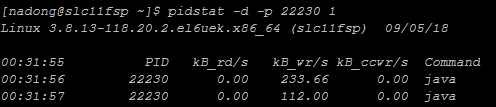 [nadong@slc11fsp ~]$ pidstat -d -p 22230 1
Linux 3.8.13-118.20.2.el6uek.x86_64 (slc11fsp) 09/05/18
00:31:55 PID kB_rd/s kB_wr/s kB_ccwr/s Command
00:31:56 22230 0.00 233.66 0.00 java
00:31:57 22230 0.00 112.00 0.00 java